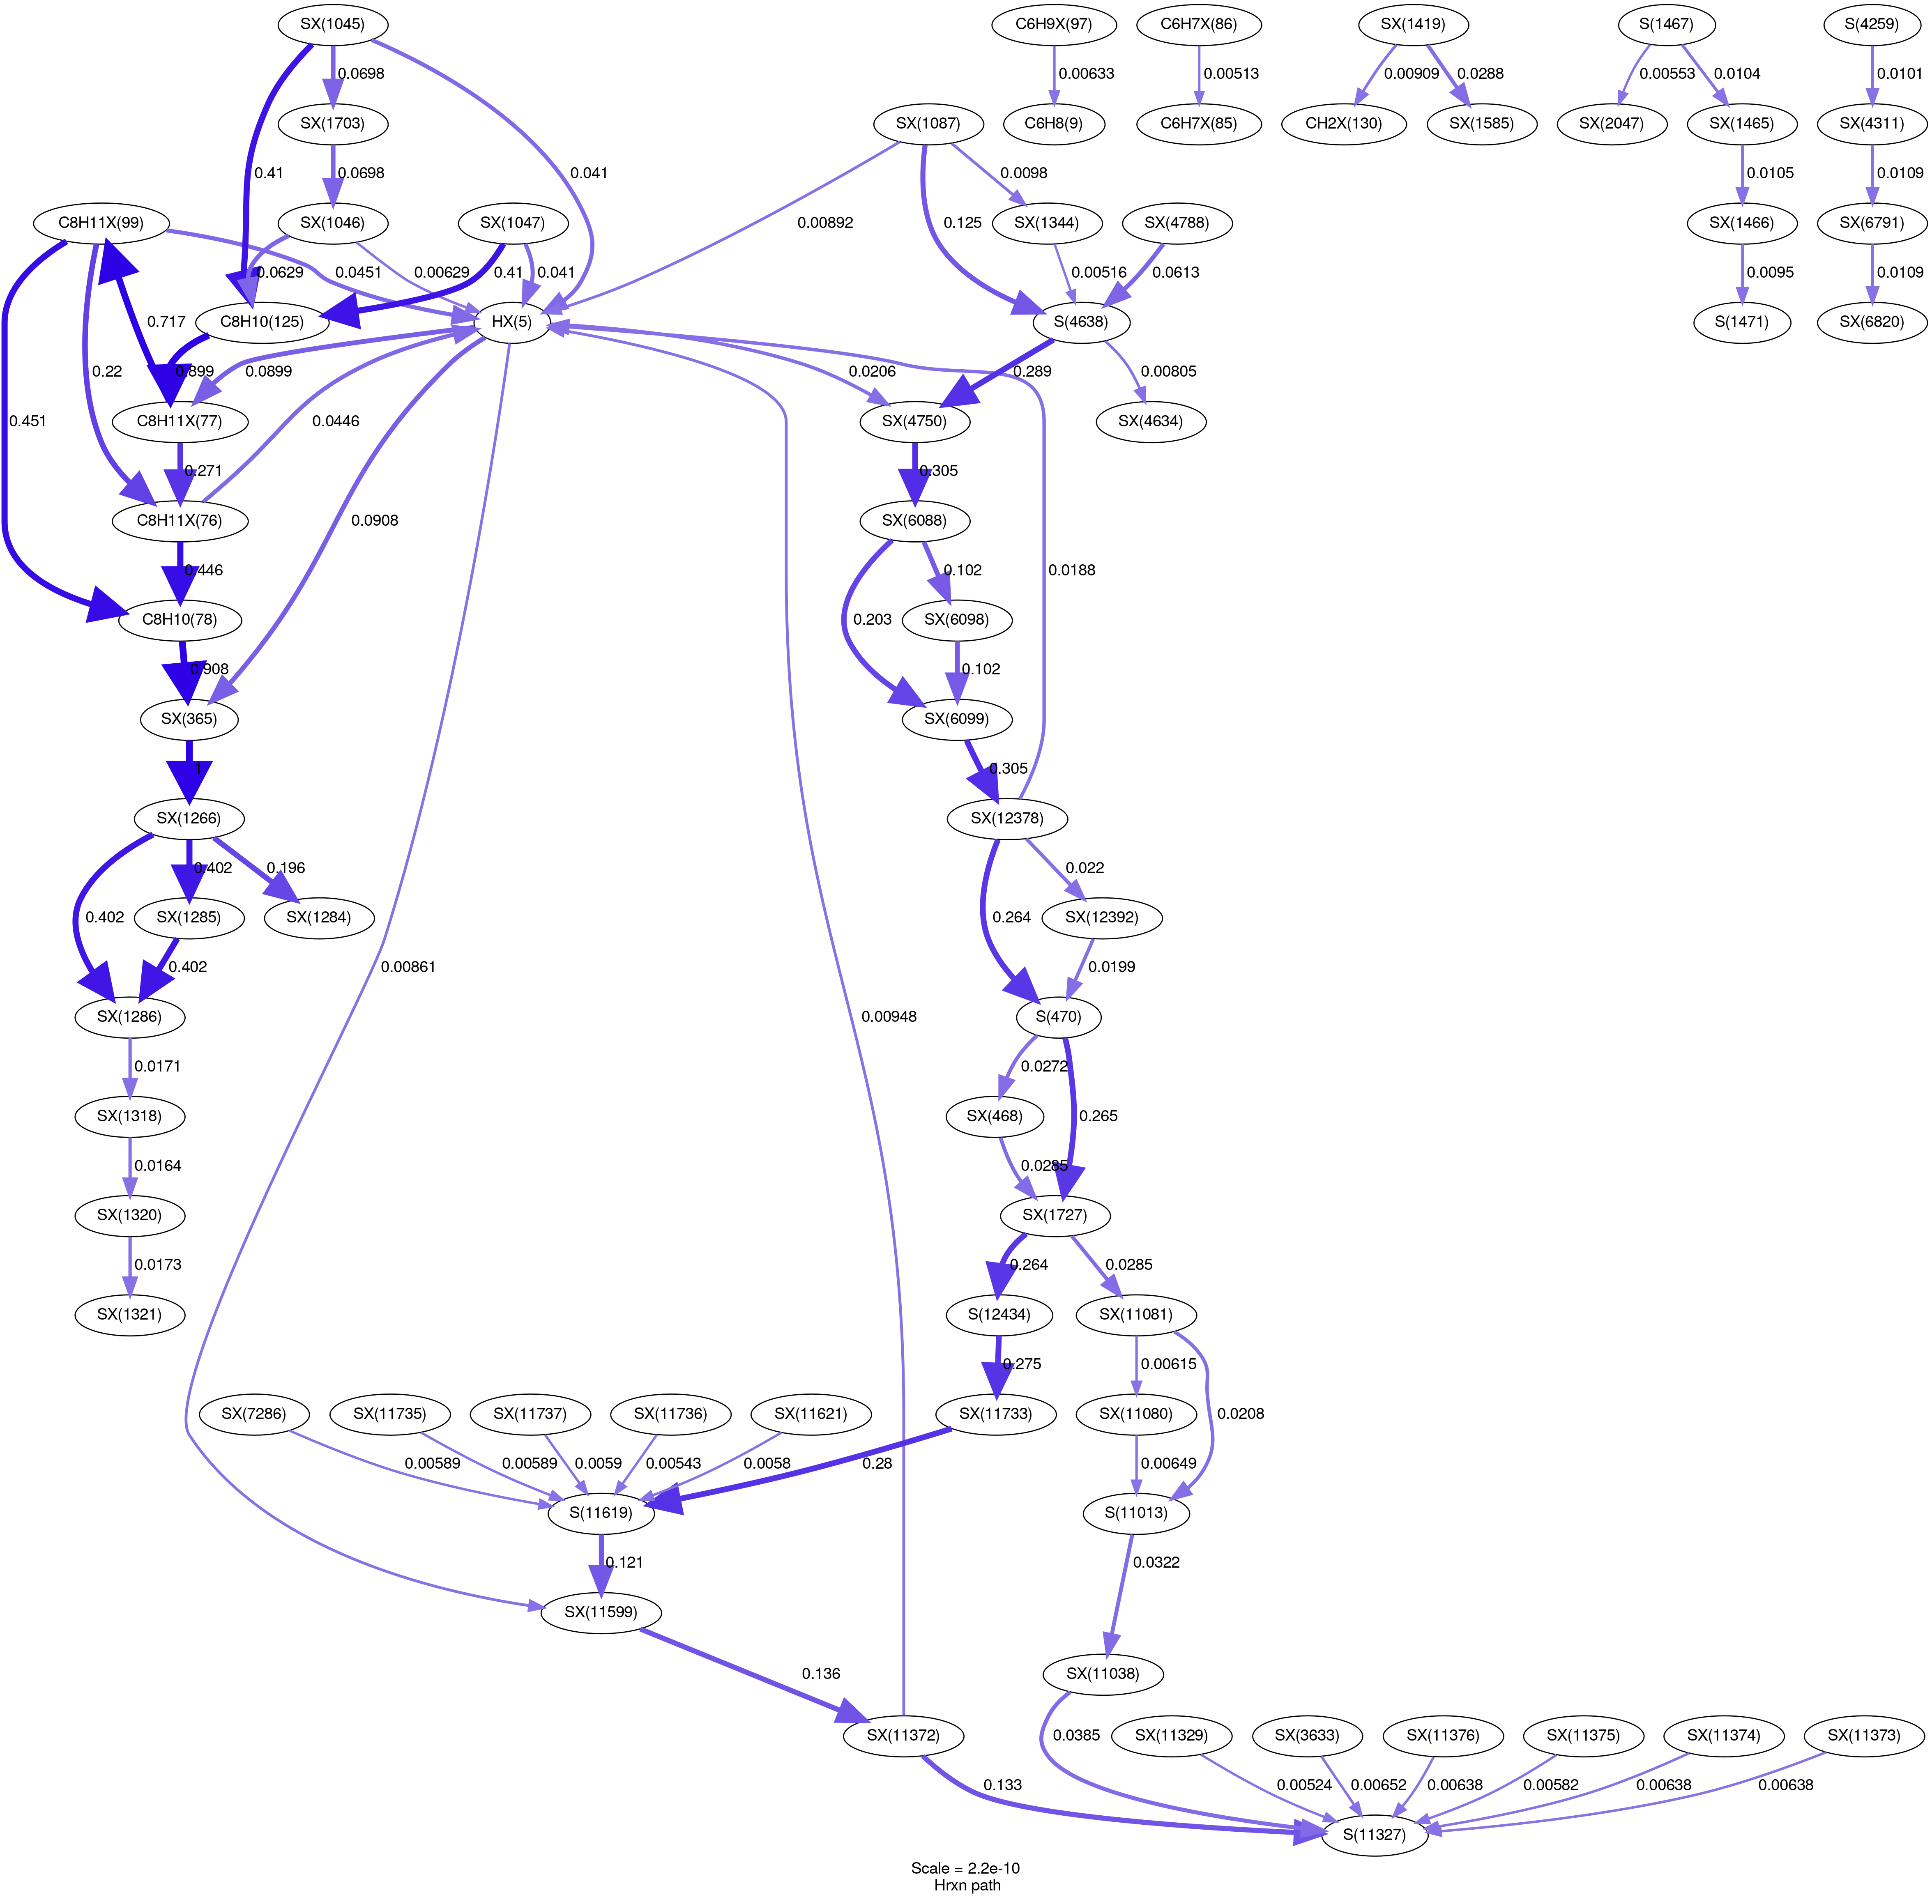 SX(1045)
C6H9X(97)
C6H7X(86)
SX(1419)
S(1467)
S(4259)
0.0698
0.00633
0.00513
0.00909
0.0288
0.00553
0.0104
0.0101
SX(1703)
SX(1087)
C6H8(9)
C6H7X(85)
CH2X(130)
SX(1585)
SX(2047)
SX(1465)
SX(4311)
0.41
0.0698
0.041
0.0098
0.0105
0.0109
C8H11X(99)
SX(1046)
SX(1047)
0.00892
0.125
SX(1344)
SX(4788)
SX(1466)
SX(6791)
0.0629
0.0451
0.00629
0.41
0.041
0.00516
0.0613
0.0095
0.0109
0.717
C8H10(125)
HX(5)
S(4638)
S(1471)
SX(6820)
0.22
0.899
0.0899
0.0206
0.289
0.00805
0.451
C8H11X(77)
0.0446
SX(4750)
SX(4634)
0.271
0.305
C8H11X(76)
0.0908
SX(6088)
0.446
0.102
0.0188
C8H10(78)
0.203
SX(6098)
0.908
0.102
SX(365)
SX(6099)
1
0.305
SX(1266)
SX(12378)
0.402
0.196
0.022
0.402
SX(1285)
SX(1284)
0.264
SX(12392)
0.402
0.00861
0.0199
SX(1286)
0.00948
S(470)
0.0171
0.0272
SX(1318)
SX(468)
0.265
0.0164
0.0285
SX(1320)
SX(1727)
0.0173
0.264
0.0285
SX(1321)
S(12434)
SX(11081)
0.275
0.00615
SX(7286)
SX(11735)
SX(11737)
SX(11736)
SX(11621)
SX(11733)
SX(11080)
0.0208
0.00589
0.00589
0.0059
0.00543
0.0058
0.28
0.00649
S(11619)
S(11013)
0.121
0.0322
SX(11599)
0.136
SX(11038)
SX(11372)
0.0385
SX(11329)
SX(3633)
SX(11376)
SX(11375)
SX(11374)
SX(11373)
0.133
0.00524
0.00652
0.00638
0.00582
0.00638
0.00638
S(11327)
Scale = 2.2e-10
Hrxn path